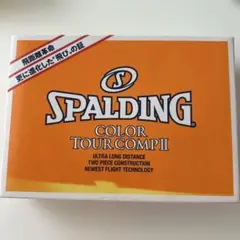 飛距離革命
更に進化した"飛び"の証
SPALDING
COLOR
TOUR COMP II
ULTRA LONG DISTANCE
TWO PIECE CONSTRUCTION
NEWEST FLIGHT TECHNOLOGY